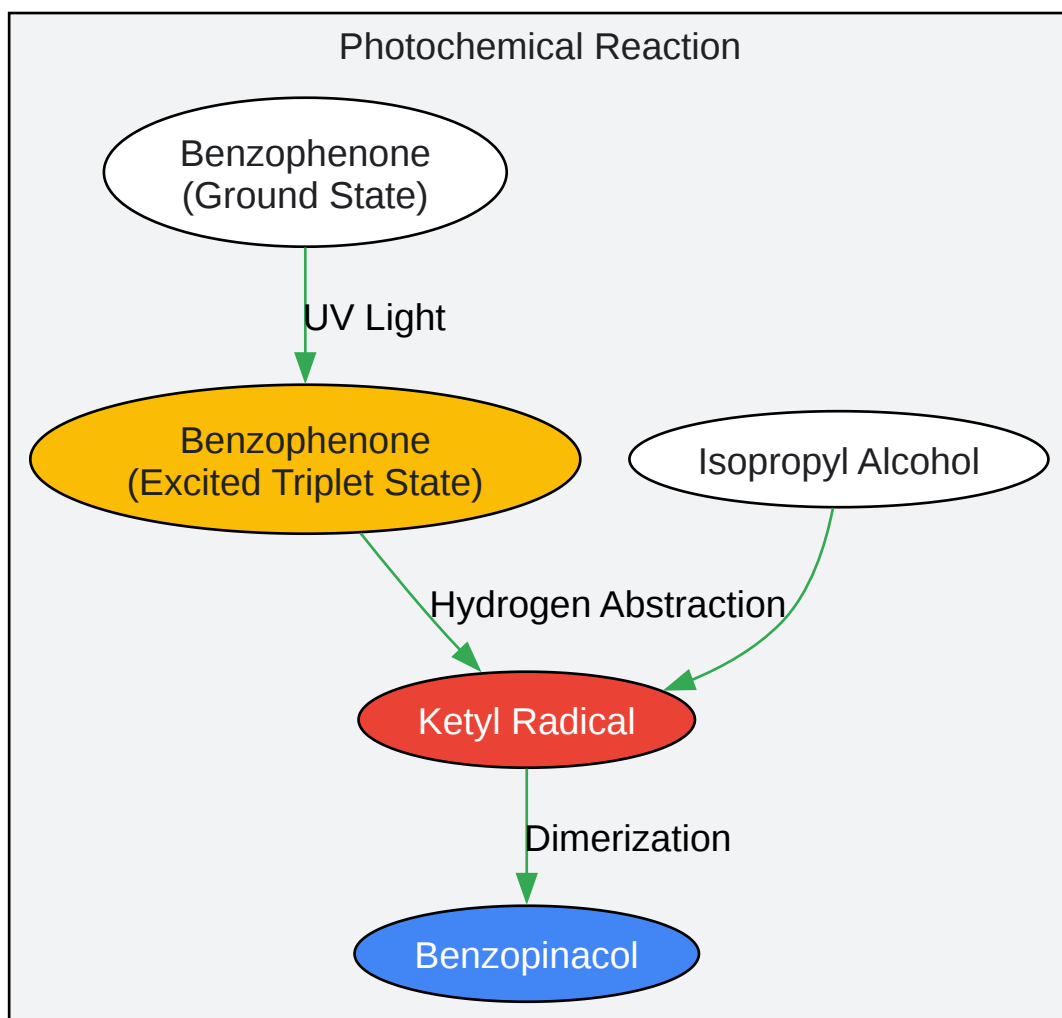 Photochemical Reaction
Benzophenone
(Ground State)
UV Light
Benzophenone
(Excited Triplet State)
Isopropyl Alcohol
Hydrogen Abstraction
Ketyl Radical
Dimerization
Benzopinacol